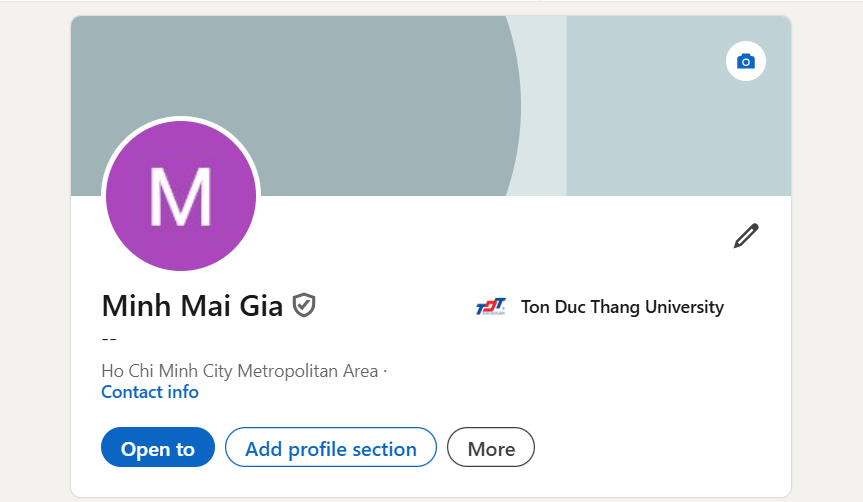 M
Minh Mai Gia
TDT Ton Duc Thang University
--
Ho Chi Minh City Metropolitan Area ·
Contact info
Open to
Add profile section
More